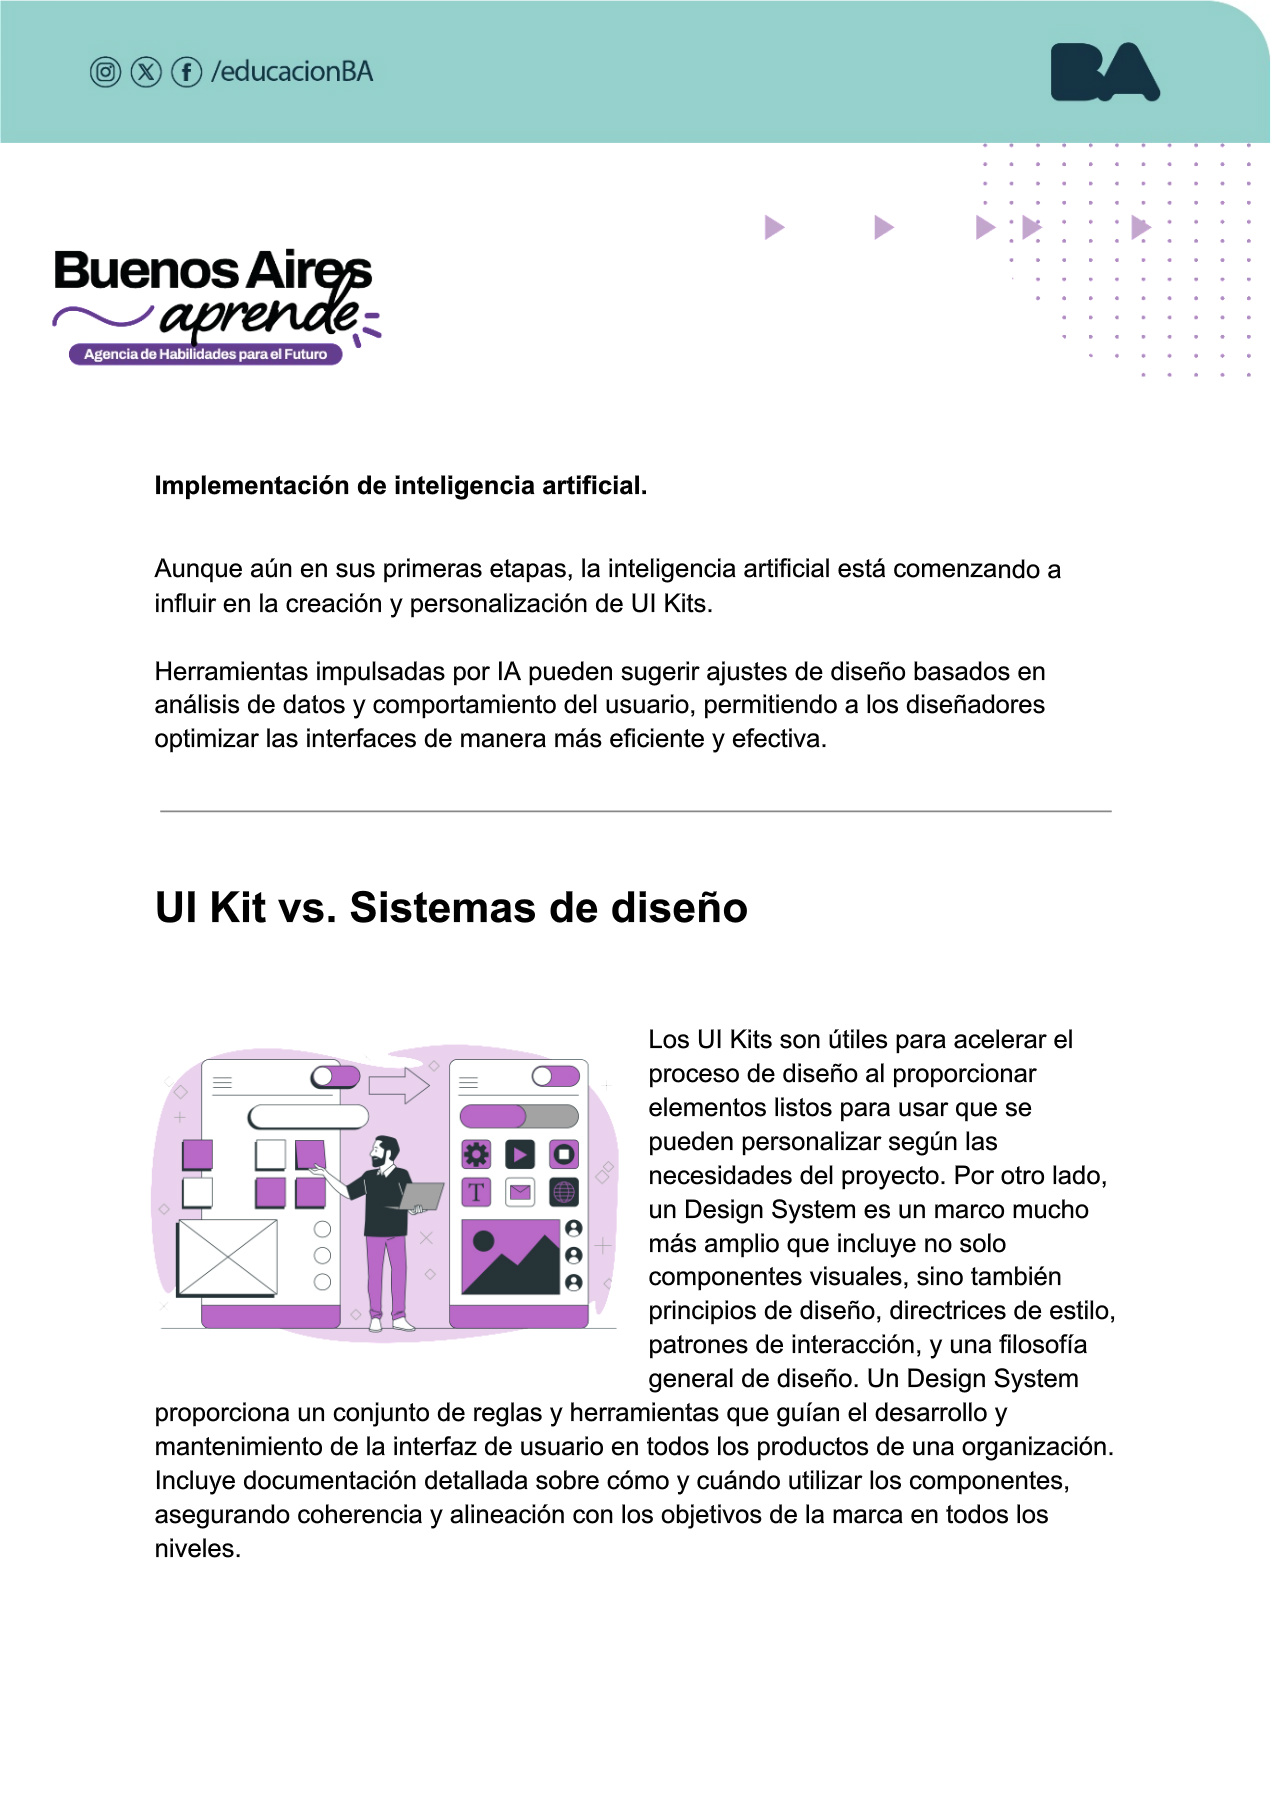 /educacionBA
BA
Buenos Aires
aprende
Agencia de Habilidades para el Futuro
Implementación de inteligencia artificial.
Aunque aún en sus primeras etapas, la inteligencia artificial está comenzando a
influir en la creación y personalización de UI Kits.
Herramientas impulsadas por IA pueden sugerir ajustes de diseño basados en
análisis de datos y comportamiento del usuario, permitiendo a los diseñadores
optimizar las interfaces de manera más eficiente y efectiva.
UI Kit vs. Sistemas de diseño
Los UI Kits son útiles para acelerar el
proceso de diseño al proporcionar
elementos listos para usar que se
pueden personalizar según las
necesidades del proyecto. Por otro lado,
un Design System es un marco mucho
más amplio que incluye no solo
componentes visuales, sino también
principios de diseño, directrices de estilo,
patrones de interacción, y una filosofía
general de diseño. Un Design System
proporciona un conjunto de reglas y herramientas que guían el desarrollo y
mantenimiento de la interfaz de usuario en todos los productos de una organización.
Incluye documentación detallada sobre cómo y cuándo utilizar los componentes,
asegurando coherencia y alineación con los objetivos de la marca en todos los
niveles.
T